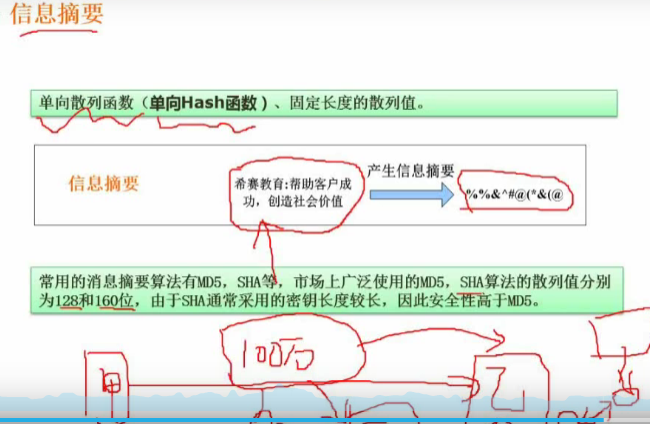 信息摘要
单向散列函数（单向Hash函数）、固定长度的散列值。
信息摘要
希赛教育:帮助客户成
功，创造社会价值
产生信息摘要
%%&^#@(*&(@
常用的消息摘要算法有MD5，SHA等，市场上广泛使用的MD5，SHA算法的散列值分别
为128和160位，由于SHA通常采用的密钥长度较长，因此安全性高于MD5。
100万
甲
乙